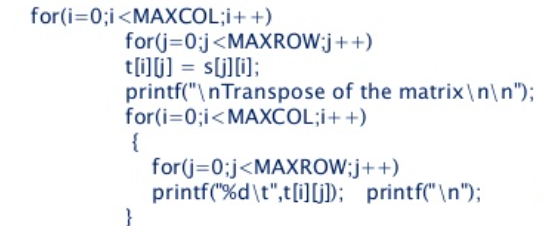 for(i=0;i<MAXCOL;i++)
for(j=0;j<MAXROW;j++)
t[i][j] = s[j][i];
printf("\nTranspose of the matrix\n\n");
for(i=0;i<MAXCOL;i++)
{
for(j=0;j<MAXROW;j++)
printf("%d\t",t[i][j]); printf("\n");
}